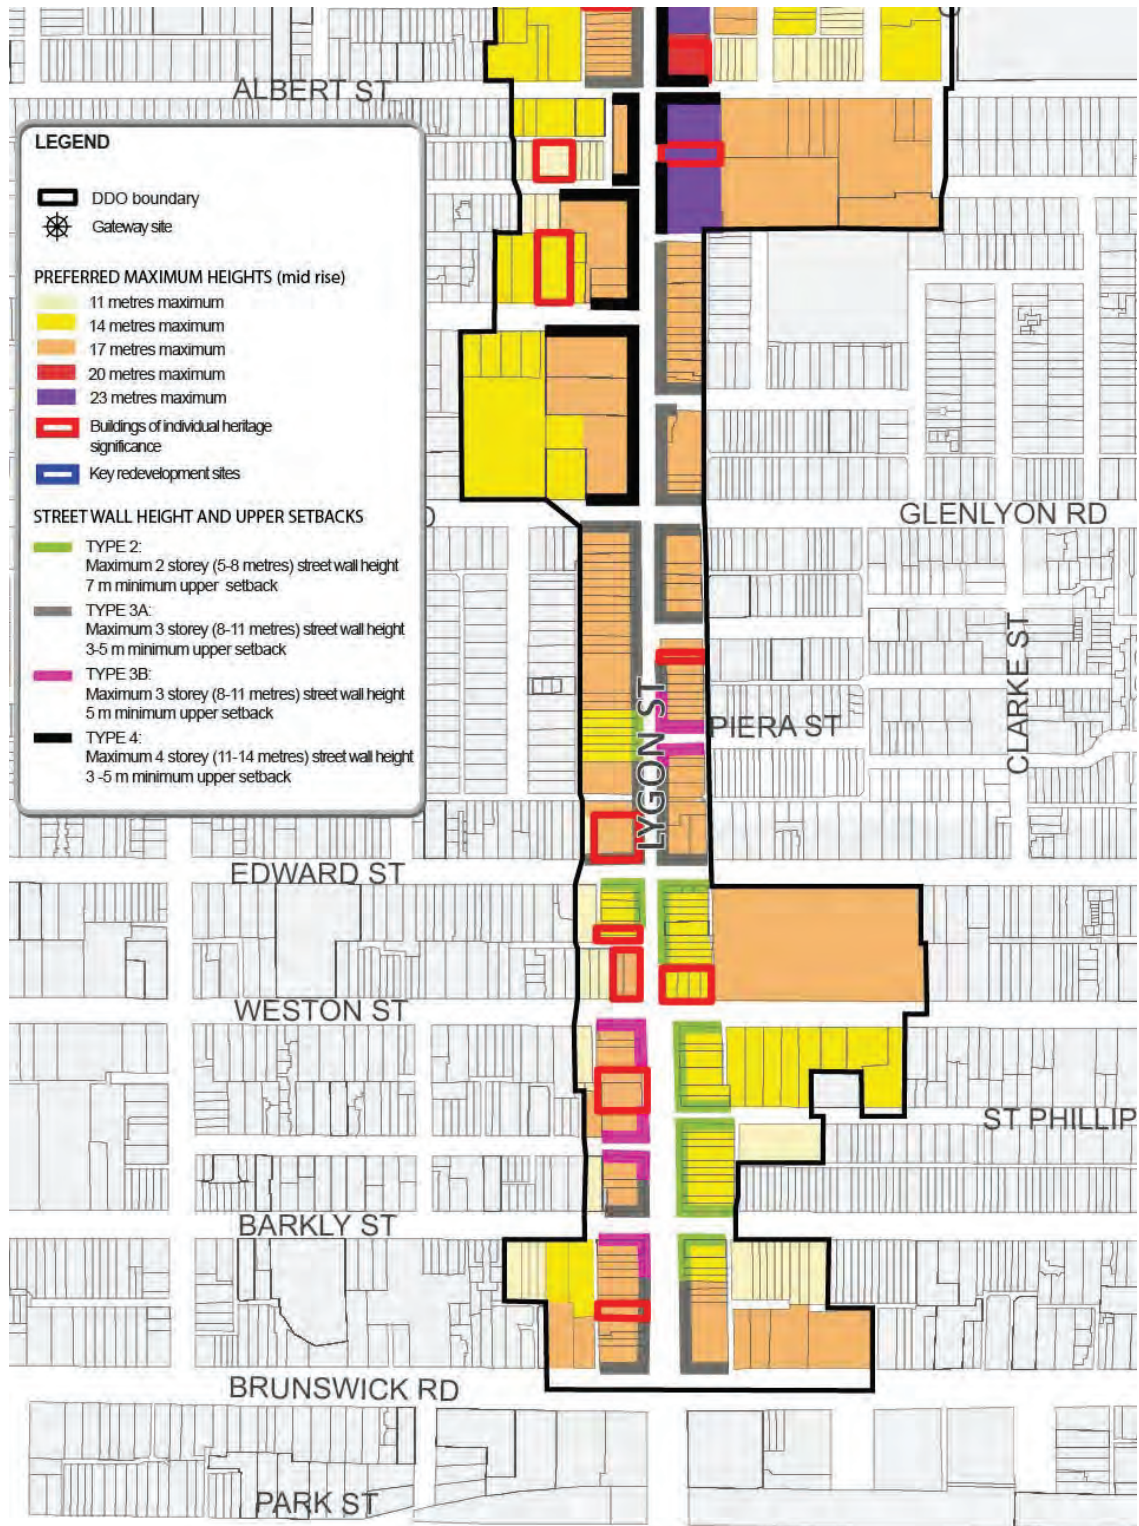 ALBERT ST
LEGEND
DDO boundary
Gateway site
PREFERRED MAXIMUM HEIGHTS (mid rise)
11 metres maximum
14 metres maximum
17 metres maximum
20 metres maximum
23 metres maximum
Buildings of individual heritage
significance
Key redevelopment sites
STREET WALL HEIGHT AND UPPER SETBACKS
TYPE 2:
Maximum 2 storey (5-8 metres) street wall height
7 m minimum upper setback
TYPE 3A:
Maximum 3 storey (8-11 metres) street wall height
3-5 m minimum upper setback
TYPE 3B:
Maximum 3 storey (8-11 metres) street wall height
5 m minimum upper setback
TYPE 4:
Maximum 4 storey (11-14 metres) street wall height
3 -5 m minimum upper setback
GLENLYON RD
CLARKE ST
LYGON ST
PIERA ST
EDWARD ST
WESTON ST
ST PHILLIP
BARKLY ST
BRUNSWICK RD
PARK ST